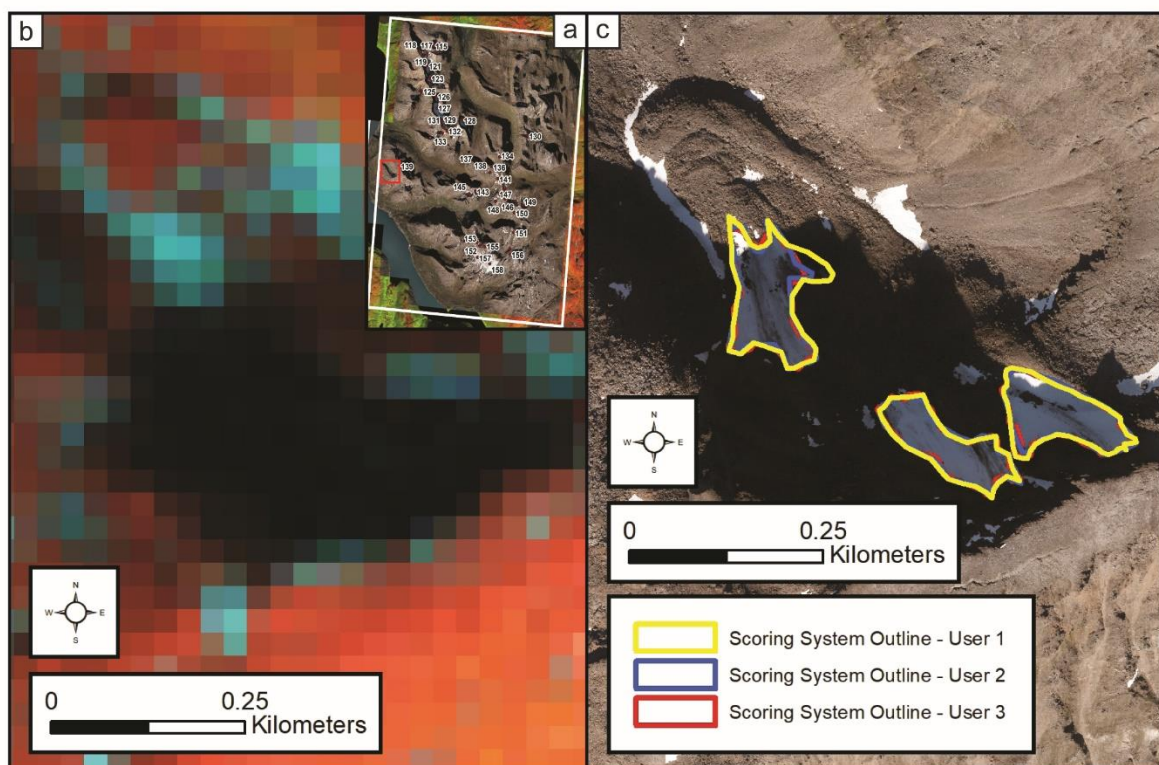 b
a
c
118 117 115
119
121
123
125
126
127
131 129 128
132
133
130
137
134
138 136
139
141
145
143
147
149
148 146
150
151
153
152
155
157
156
158
N
W E
S
0 0.25
Kilometers
N
W E
S
0 0.25
Kilometers
Scoring System Outline - User 1
Scoring System Outline - User 2
Scoring System Outline - User 3